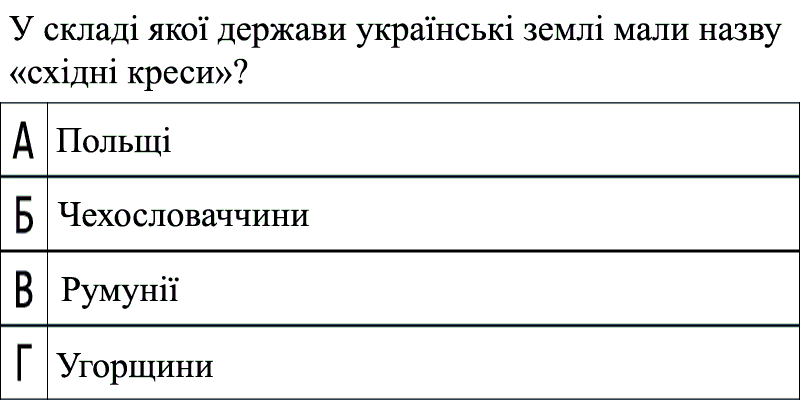 У складі якої держави українські землі мали назву
«східні креси»?
А Польщі
Б Чехословаччини
В Румунії
Г Угорщини